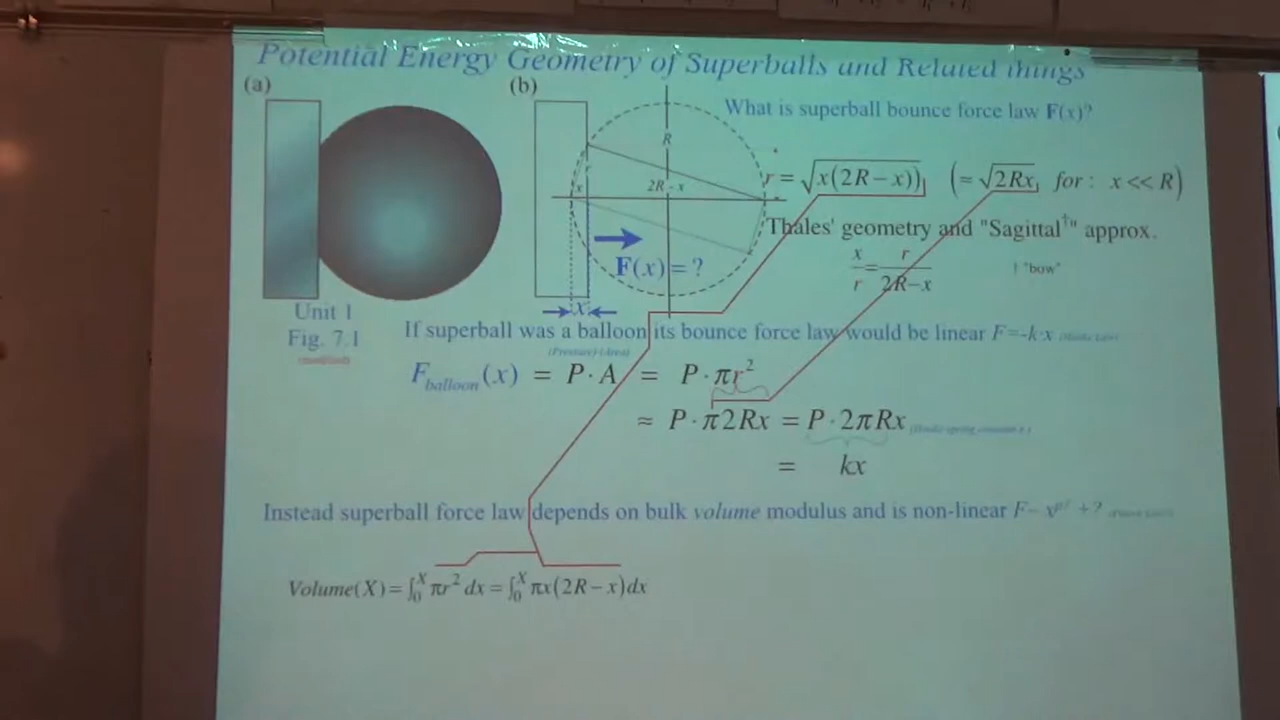 Potential Energy Geometry of Superballs and Related things
(a)
(b)
What is superball bounce force law F(x)?
R
r = √x(2R−x)) (≈ √2Rx, for: x << R)
x
2R - x
Thales' geometry and "Sagittal†" approx.
x/r = r/2R−x
"bow"
F(x) = ?
x
Unit 1
Fig. 7.1
If superball was a balloon its bounce force law would be linear F=-k·x
(Pressure)·(Area)
F balloon (x) = P·A = P·πr²
≈ P·π2Rx = P·2πRx
= kx
Instead superball force law depends on bulk volume modulus and is non-linear
Volume(X) = ∫₀ˣ πr² dx = ∫₀ˣ πx(2R−x)dx